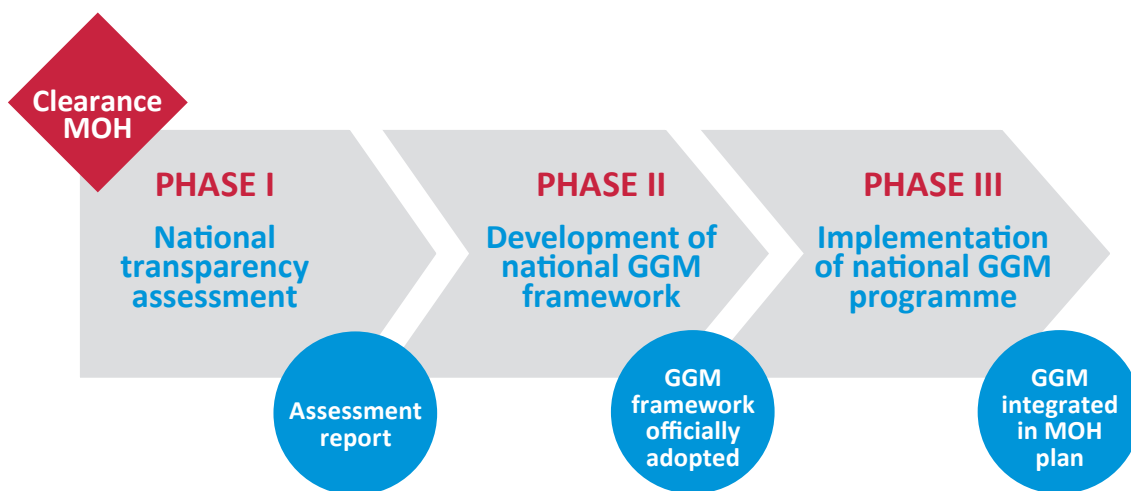 Clearance
MOH
PHASE I
National
transparency
assessment
Assessment
report
PHASE II
Development of
national GGM
framework
GGM
framework
officially
adopted
PHASE III
Implementation
of national GGM
programme
GGM
integrated
in MOH
plan